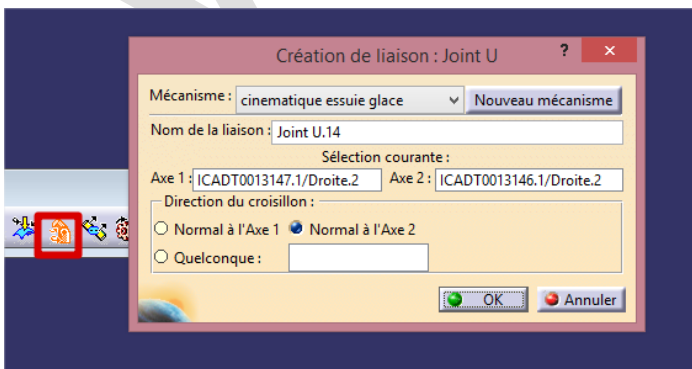 Création de liaison : Joint U ? ×
Mécanisme : cinematique essuie glace Nouveau mécanisme
Nom de la liaison : Joint U.14
Sélection courante :
Axe 1 : ICADT0013147.1/Droite.2 Axe 2 : ICADT0013146.1/Droite.2
Direction du croisillon :
Normal à l'Axe 1 Normal à l'Axe 2
Quelconque :
OK Annuler